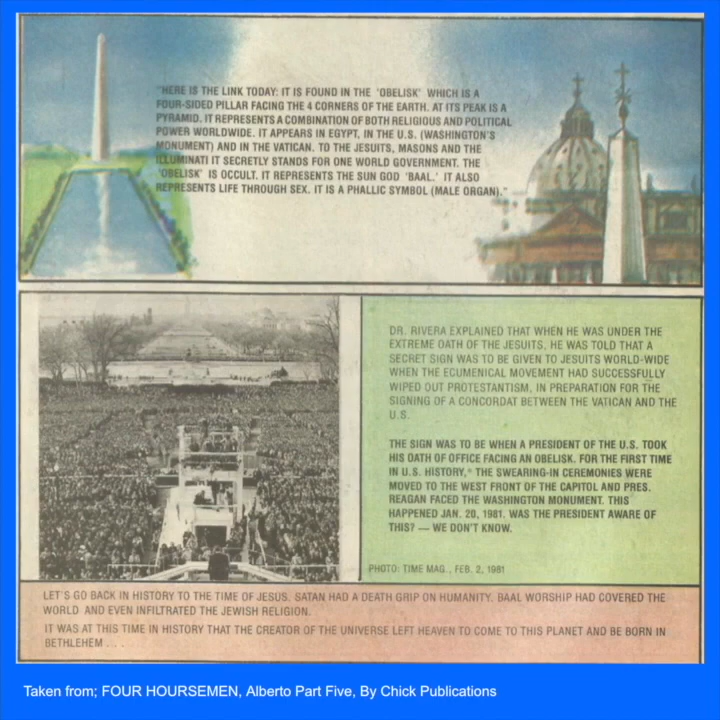 "HERE IS THE LINK TODAY: IT IS FOUND IN THE 'OBELISK' WHICH IS A
FOUR-SIDED PILLAR FACING THE 4 CORNERS OF THE EARTH. AT ITS PEAK IS A
PYRAMID. IT REPRESENTS A COMBINATION OF BOTH RELIGIOUS AND POLITICAL
POWER WORLDWIDE. IT APPEARS IN EGYPT, IN THE U.S. (WASHINGTON'S
MONUMENT) AND IN THE VATICAN. TO THE JESUITS, MASONS AND THE
ILLUMINATI IT SECRETLY STANDS FOR ONE WORLD GOVERNMENT. THE
'OBELISK' IS OCCULT. IT REPRESENTS THE SUN GOD 'BAAL.' IT ALSO
REPRESENTS LIFE THROUGH SEX. IT IS A PHALLIC SYMBOL (MALE ORGAN)."
DR. RIVERA EXPLAINED THAT WHEN HE WAS UNDER THE
EXTREME OATH OF THE JESUITS, HE WAS TOLD THAT A
SECRET SIGN WAS TO BE GIVEN TO JESUITS WORLD-WIDE
WHEN THE ECUMENICAL MOVEMENT HAD SUCCESSFULLY
WIPED OUT PROTESTANTISM, IN PREPARATION FOR THE
SIGNING OF A CONCORDAT BETWEEN THE VATICAN AND THE
U.S.
THE SIGN WAS TO BE WHEN A PRESIDENT OF THE U.S. TOOK
HIS OATH OF OFFICE FACING AN OBELISK. FOR THE FIRST TIME
IN U.S. HISTORY,* THE SWEARING-IN CEREMONIES WERE
MOVED TO THE WEST FRONT OF THE CAPITOL AND PRES.
REAGAN FACED THE WASHINGTON MONUMENT. THIS
HAPPENED JAN. 20, 1981. WAS THE PRESIDENT AWARE OF
THIS? — WE DON'T KNOW.
PHOTO: TIME MAG., FEB. 2, 1981
LET'S GO BACK IN HISTORY TO THE TIME OF JESUS. SATAN HAD A DEATH GRIP ON HUMANITY. BAAL WORSHIP HAD COVERED THE
WORLD AND EVEN INFILTRATED THE JEWISH RELIGION.
IT WAS AT THIS TIME IN HISTORY THAT THE CREATOR OF THE UNIVERSE LEFT HEAVEN TO COME TO THIS PLANET AND BE BORN IN
BETHLEHEM . . .
Taken from; FOUR HOURSEMEN, Alberto Part Five, By Chick Publications